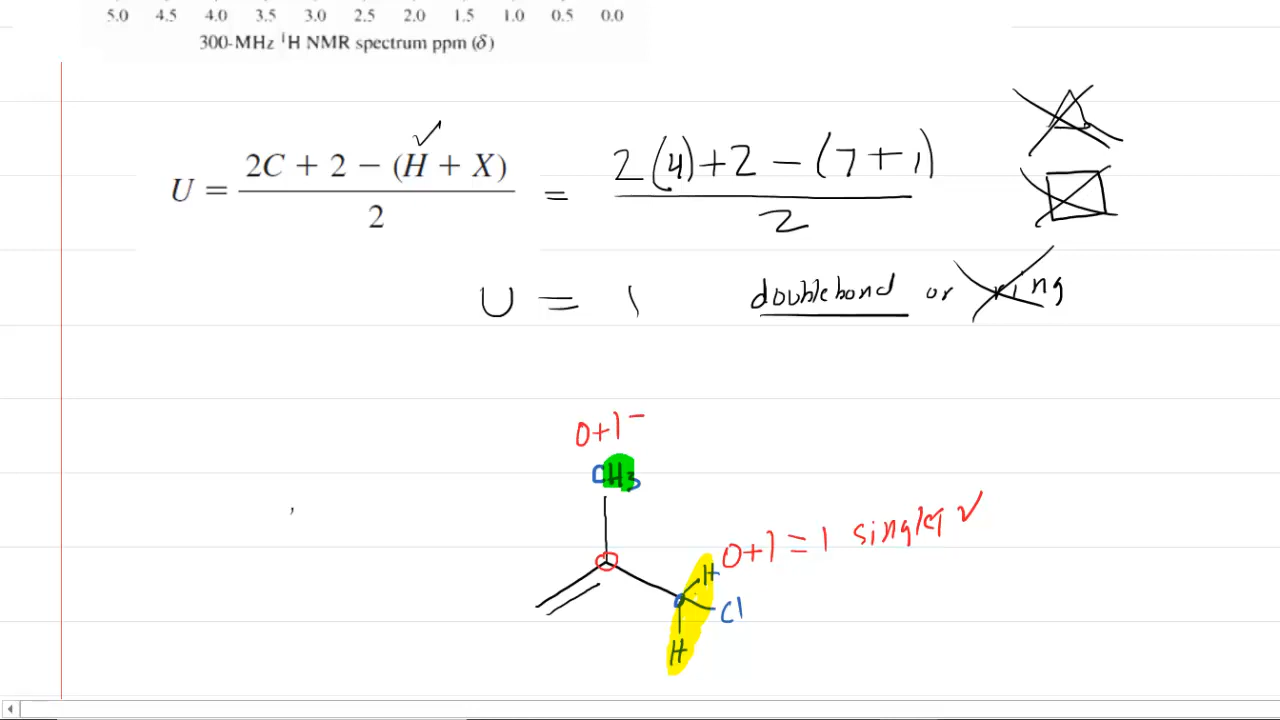 5.0 4.5 4.0 3.5 3.0 2.5 2.0 1.5 1.0 0.5 0.0
300-MHz ¹H NMR spectrum ppm (δ)
U = (2C + 2 − (H + X)) / 2 = (2(4)+2 − (7+1)) / 2
✓
U = 1 double bond or ring
0+1 =
CH3
0+1 = 1 singlet ✓
H
Cl
H